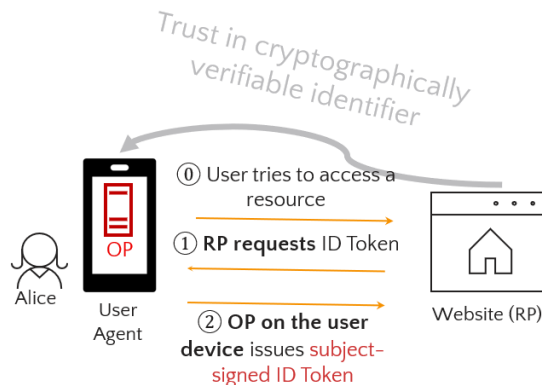 Trust in cryptographically
verifiable identifier
⓪ User tries to access a
resource
① RP requests ID Token
OP
Alice
User
Agent
Website (RP)
② OP on the user
device issues subject-
signed ID Token